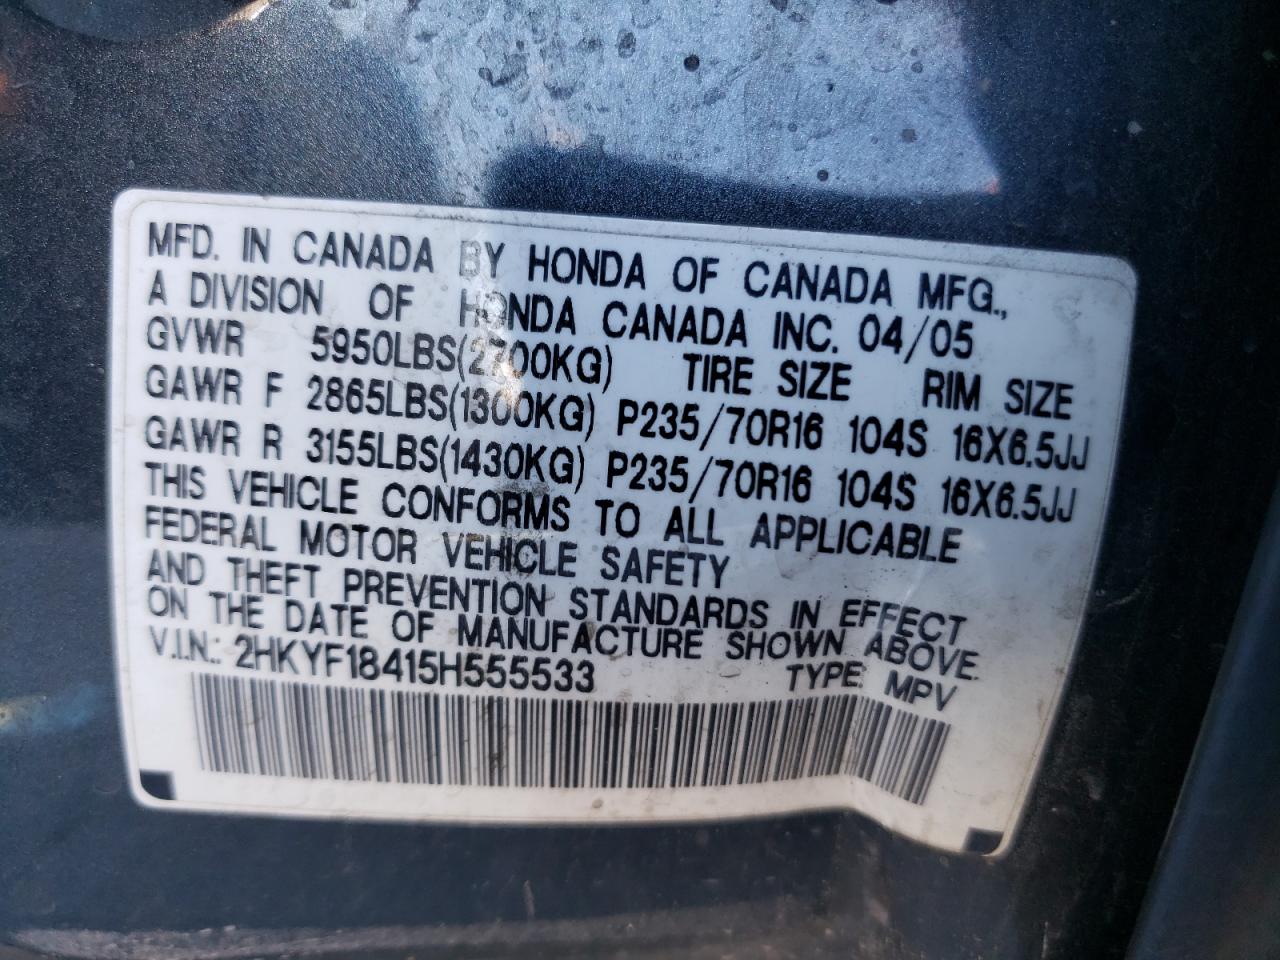 MFD. IN CANADA BY HONDA OF CANADA MFG.,
A DIVISION OF HONDA CANADA INC. 04/05
GVWR 5950LBS(2700KG) TIRE SIZE RIM SIZE
GAWR F 2865LBS(1300KG) P235/70R16 104S 16X6.5JJ
GAWR R 3155LBS(1430KG) P235/70R16 104S 16X6.5JJ
THIS VEHICLE CONFORMS TO ALL APPLICABLE
FEDERAL MOTOR VEHICLE SAFETY
AND THEFT PREVENTION STANDARDS IN EFFECT
ON THE DATE OF MANUFACTURE SHOWN ABOVE.
V.I.N.: 2HKYF18415H555533 TYPE: MPV